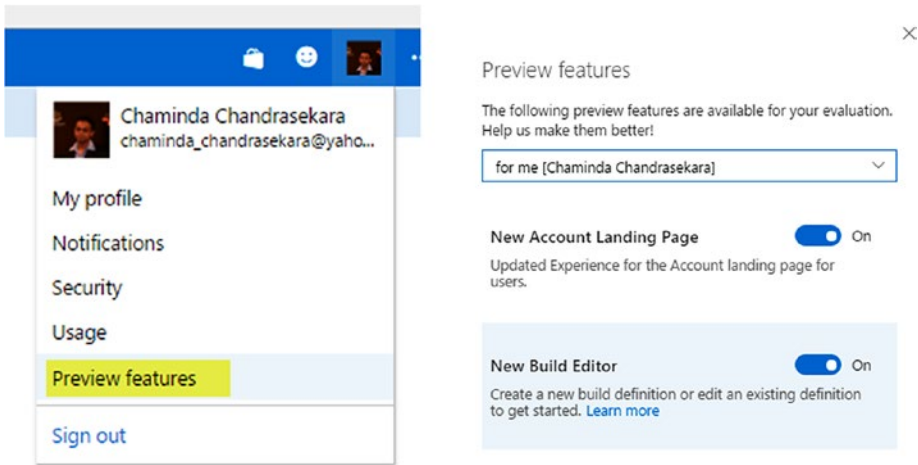 Chaminda Chandrasekara
chaminda_chandrasekara@yaho...
My profile
Notifications
Security
Usage
Preview features
Sign out
Preview features
The following preview features are available for your evaluation.
Help us make them better!
for me [Chaminda Chandrasekara]
New Account Landing Page
On
Updated Experience for the Account landing page for
users.
New Build Editor
On
Create a new build definition or edit an existing definition
to get started. Learn more